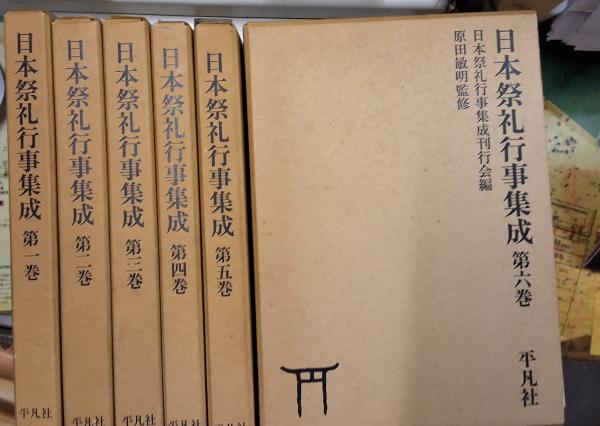 日本祭礼行事集成 第一巻
平凡社
日本祭礼行事集成 第二巻
平凡社
日本祭礼行事集成 第三巻
平凡社
日本祭礼行事集成 第四巻
平凡社
日本祭礼行事集成 第五巻
平凡社
日本祭礼行事集成 第六巻
日本祭礼行事集成刊行会編
原田敏明監修
平凡社